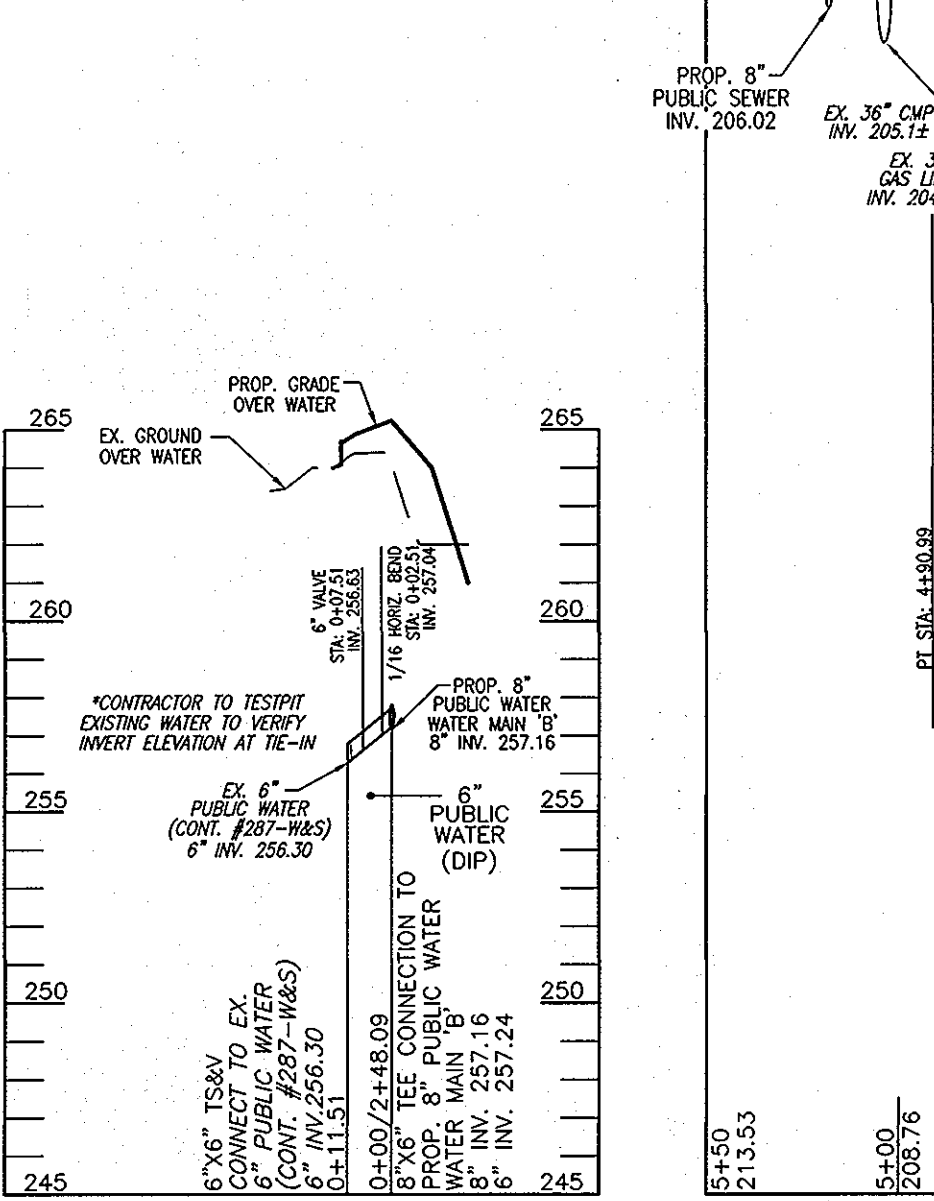 PROP. 8"
PUBLIC SEWER
INV. 206.02
EX. 36" CMP
INV. 205.1±
EX. 3
GAS LI
INV. 204
PROP. GRADE
OVER WATER
EX. GROUND
OVER WATER
265
265
260
260
255
255
250
250
245
245
6" VALVE
STA: 0+07.51
INV. 256.63
1/16 HORIZ. BEND
STA: 0+02.51
INV. 257.04
*CONTRACTOR TO TESTPIT
EXISTING WATER TO VERIFY
INVERT ELEVATION AT TIE-IN
PROP. 8"
PUBLIC WATER
WATER MAIN 'B'
8" INV. 257.16
EX. 6"
PUBLIC WATER
(CONT. #287-W&S)
6" INV. 256.30
6"
PUBLIC
WATER
(DIP)
6"X6" TS&V
CONNECT TO EX.
6" PUBLIC WATER
(CONT. #287-W&S)
6" INV.256.30
0+11.51
0+00/2+48.09
8"X6" TEE CONNECTION TO
PROP. 8" PUBLIC WATER
WATER MAIN 'B'
8" INV. 257.16
6" INV. 257.24
PT STA: 4+90.99
5+50
213.53
5+00
208.76